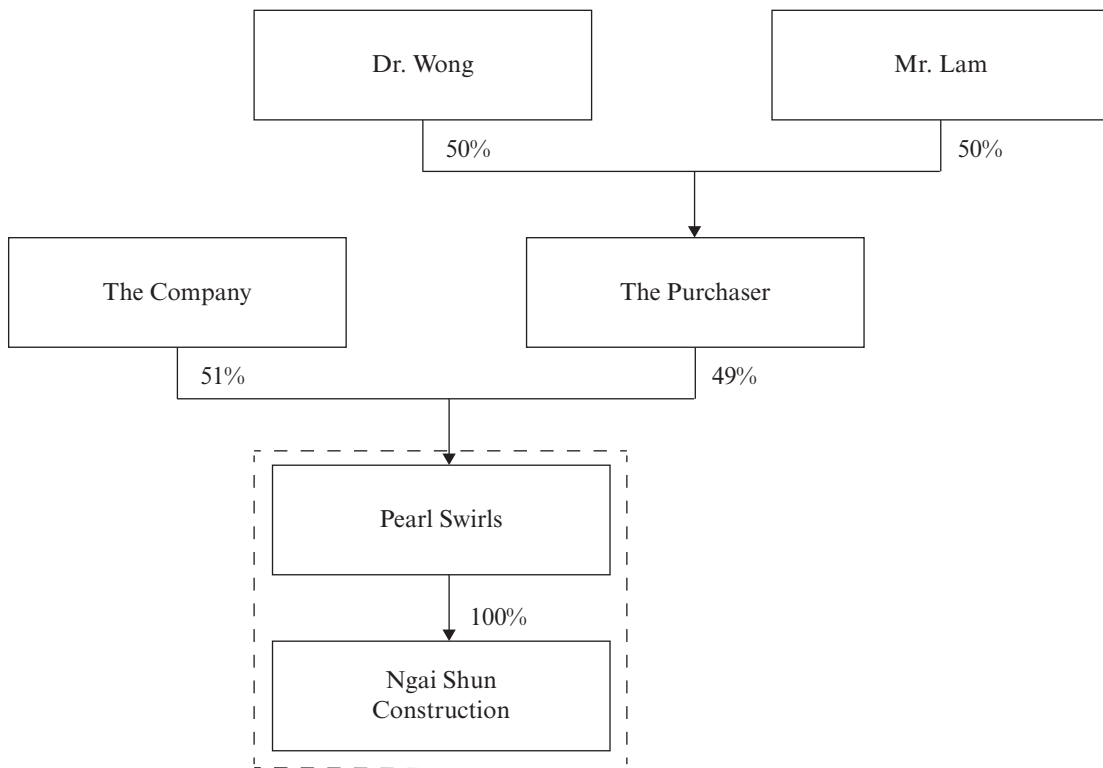 Dr. Wong
Mr. Lam
50%
50%
The Company
The Purchaser
51%
49%
Pearl Swirls
100%
Ngai Shun
Construction